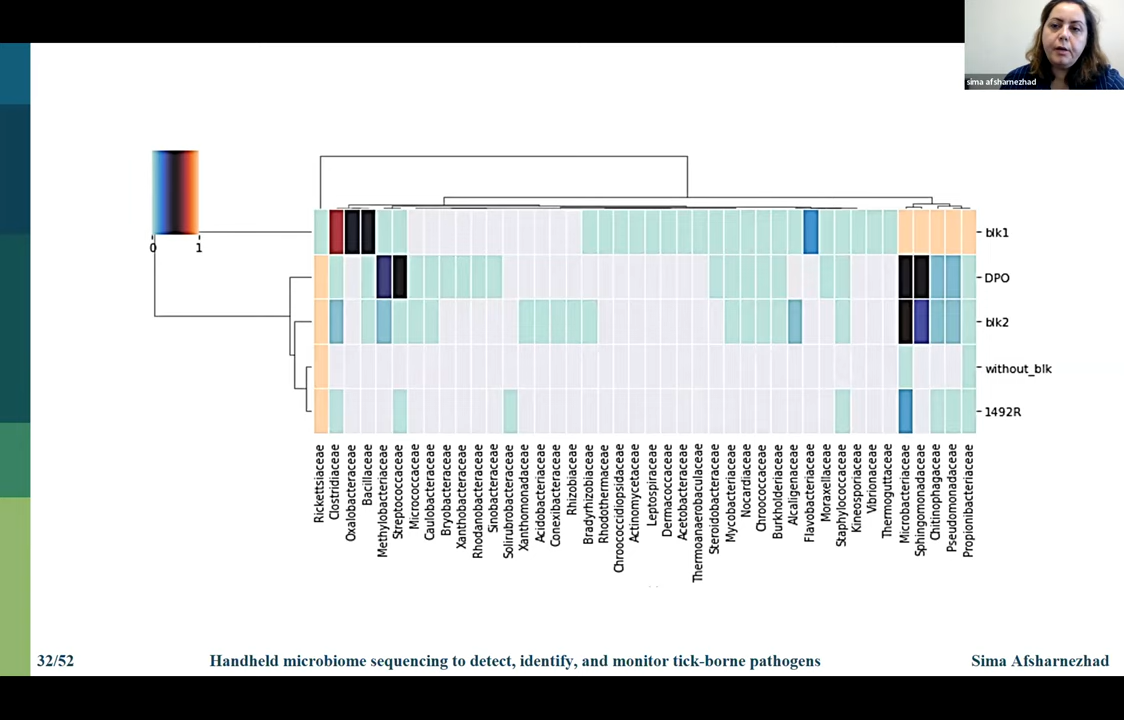 sima afsharnezhad
0 1
blk1
DPO
blk2
without_blk
1492R
Rickettsiaceae
Clostridiaceae
Oxalobacteraceae
Bacillaceae
Methylobacteriaceae
Streptococcaceae
Micrococcaceae
Caulobacteraceae
Bryobacteraceae
Xanthobacteraceae
Rhodanobacteraceae
Sinobacteraceae
Solirubrobacteraceae
Xanthomonadaceae
Acidobacteriaceae
Conexibacteraceae
Rhizobiaceae
Bradyrhizobiaceae
Rhodothermaceae
Chroococcidiopsidaceae
Actinomycetaceae
Leptospiraceae
Dermacoccaceae
Acetobacteraceae
Thermoanaerobaculaceae
Steroidobacteraceae
Mycobacteriaceae
Nocardiaceae
Chroococcaceae
Burkholderiaceae
Alcaligenaceae
Flavobacteriaceae
Moraxellaceae
Staphylococcaceae
Kineosporiaceae
Vibrionaceae
Thermoguttaceae
Microbacteriaceae
Sphingomonadaceae
Chitinophagaceae
Pseudomonadaceae
Propionibacteriaceae
32/52 Handheld microbiome sequencing to detect, identify, and monitor tick-borne pathogens Sima Afsharnezhad